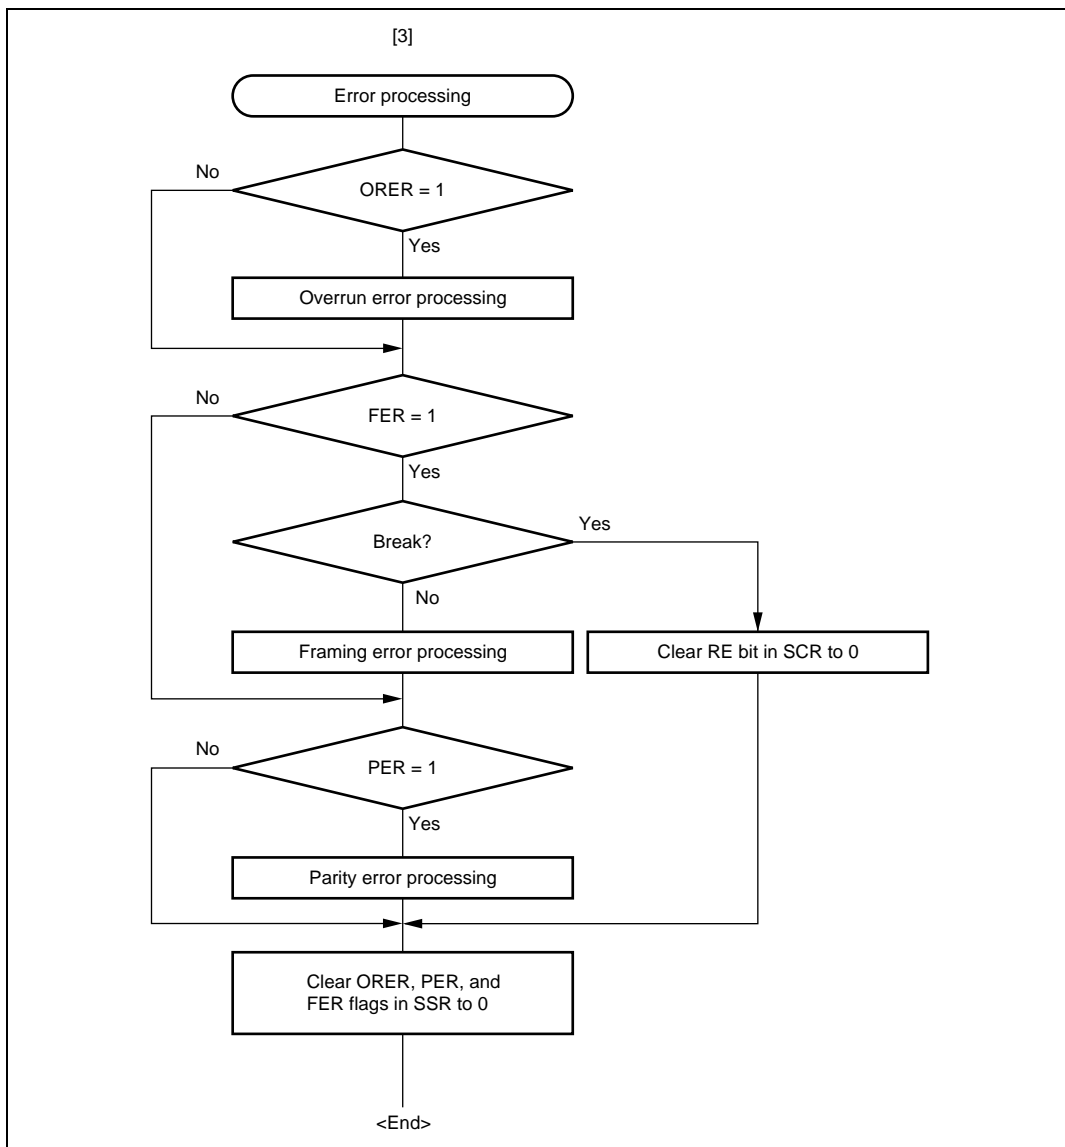 [3]
Error processing
No
ORER = 1
Yes
Overrun error processing
No
FER = 1
Yes
Break?
Yes
No
Framing error processing
Clear RE bit in SCR to 0
No
PER = 1
Yes
Parity error processing
Clear ORER, PER, and
FER flags in SSR to 0
<End>